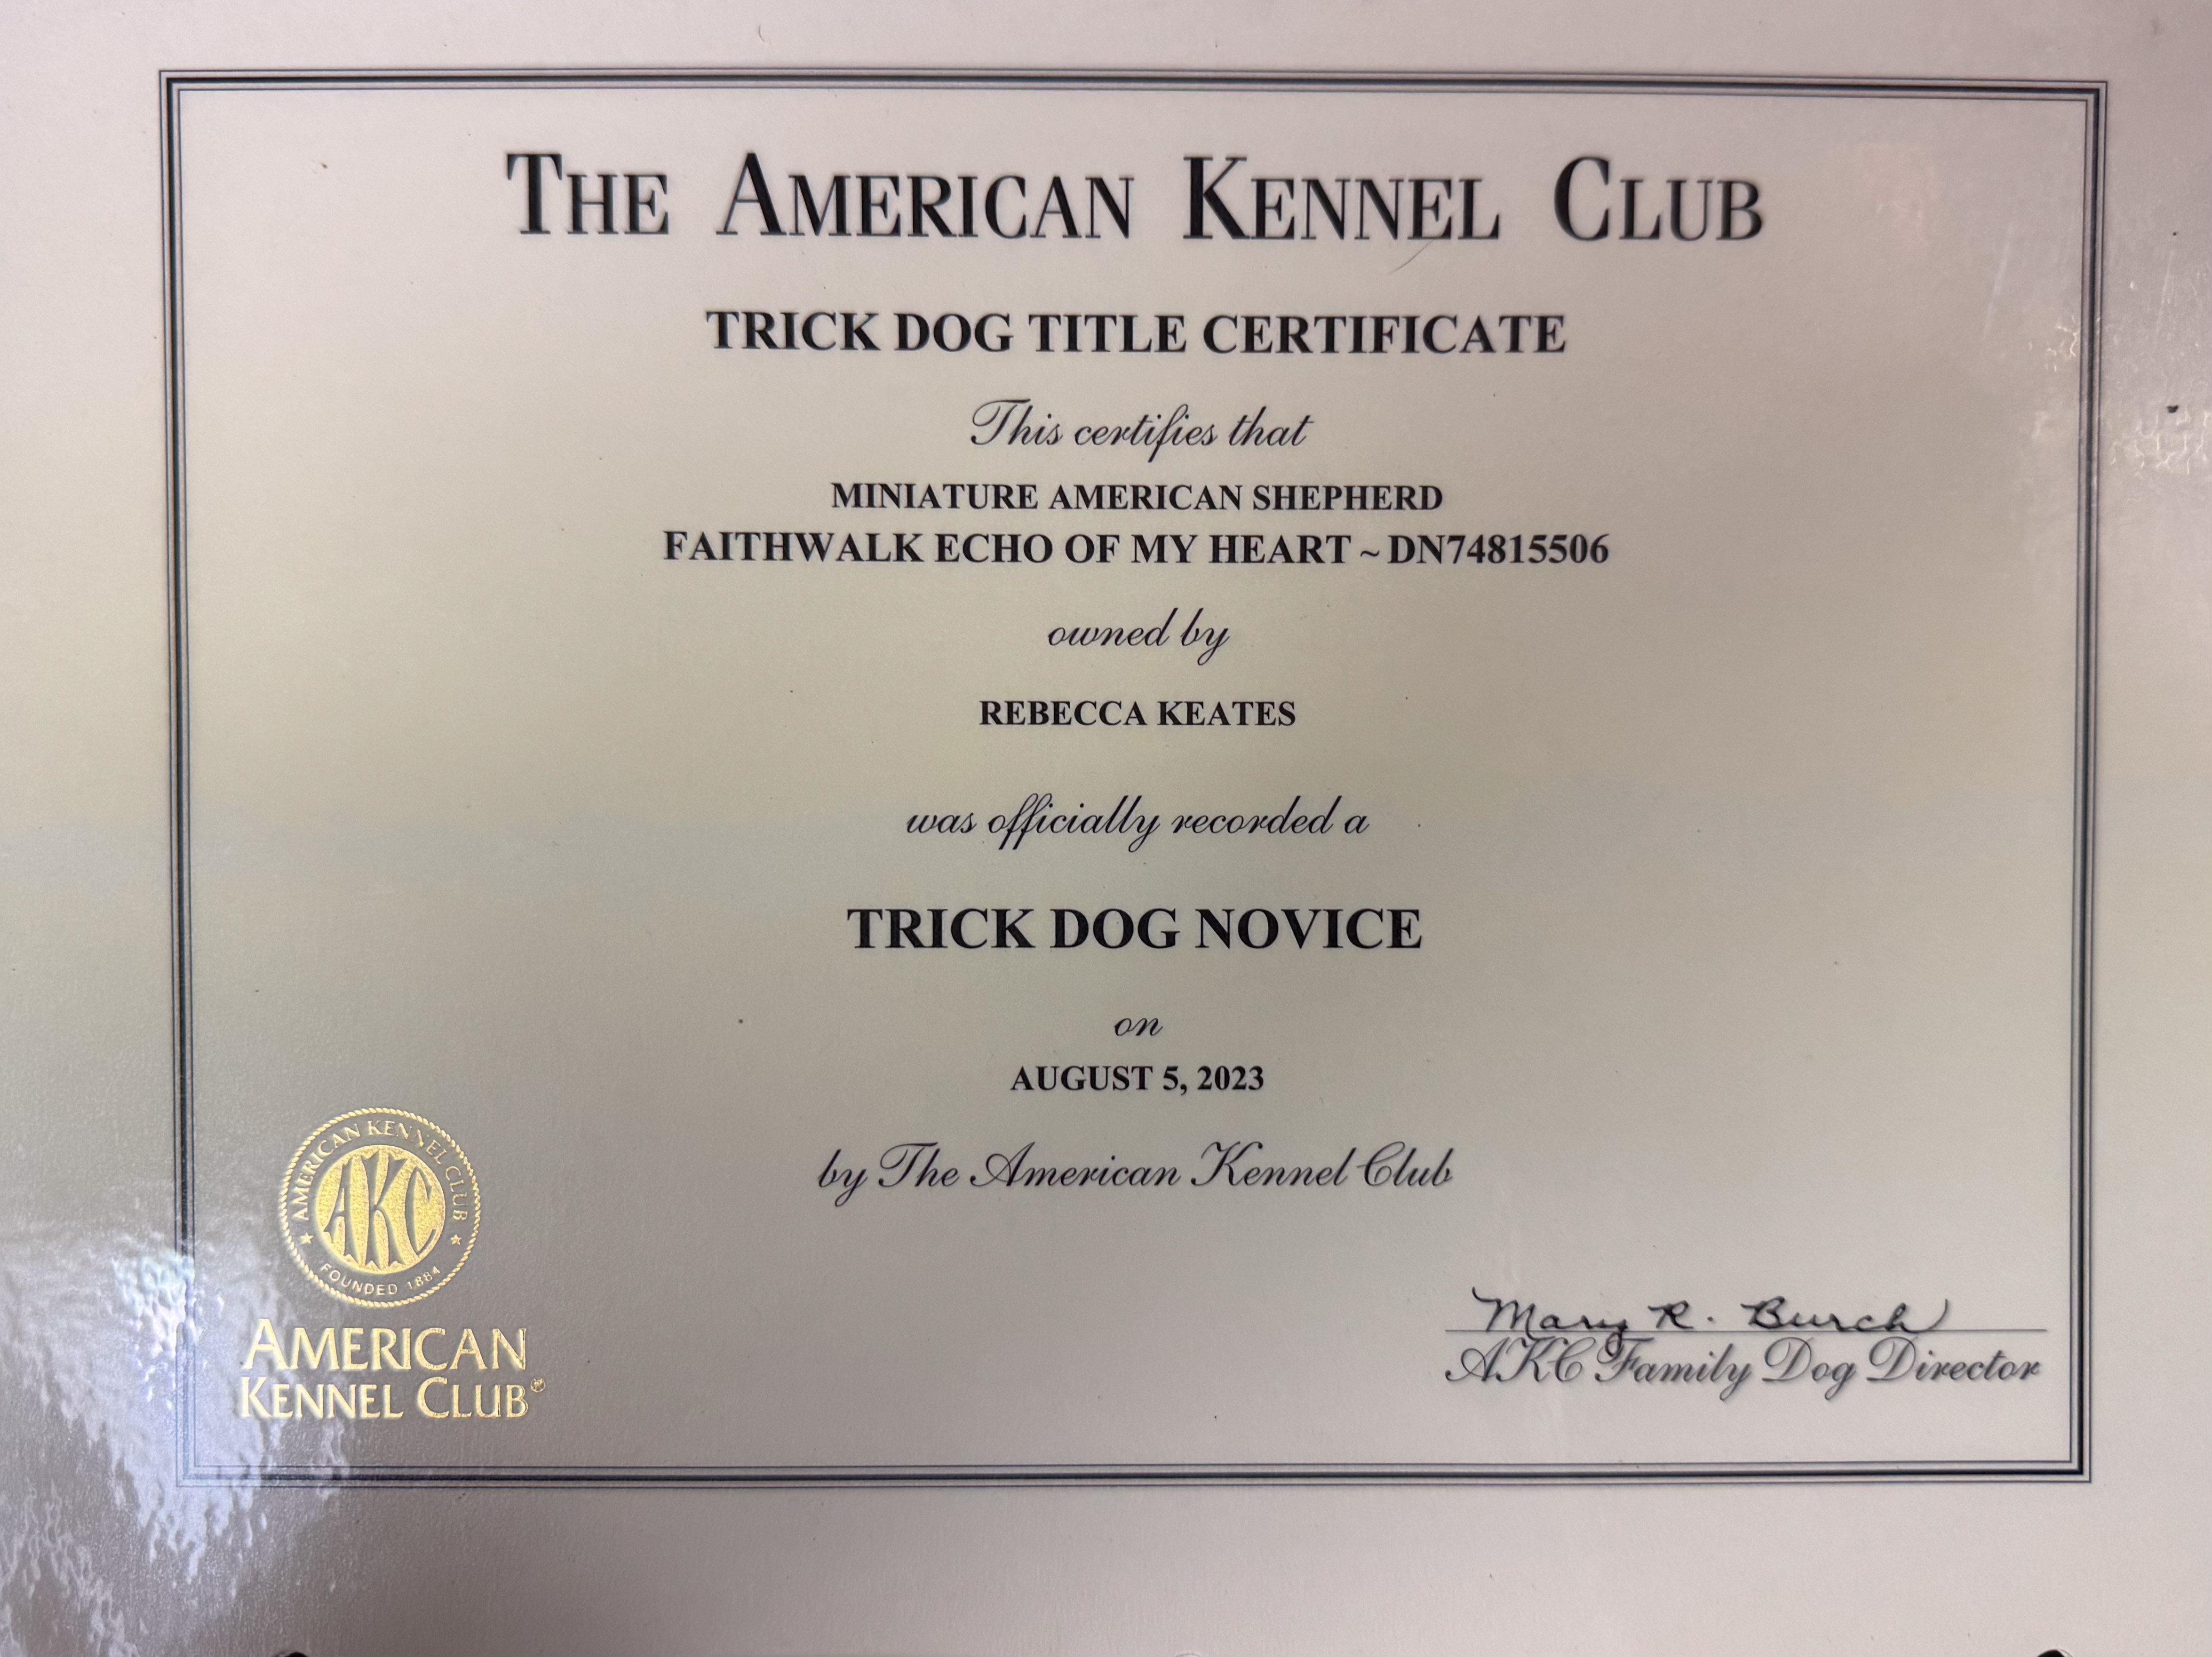 THE AMERICAN KENNEL CLUB
TRICK DOG TITLE CERTIFICATE
This certifies that
MINIATURE AMERICAN SHEPHERD
FAITHWALK ECHO OF MY HEART ~ DN74815506
owned by
REBECCA KEATES
was officially recorded a
TRICK DOG NOVICE
on
AUGUST 5, 2023
by The American Kennel Club
AMERICAN KENNEL CLUB
AKC
FOUNDED 1884
AMERICAN
KENNEL CLUB®
Mary R. Burch
AKC Family Dog Director